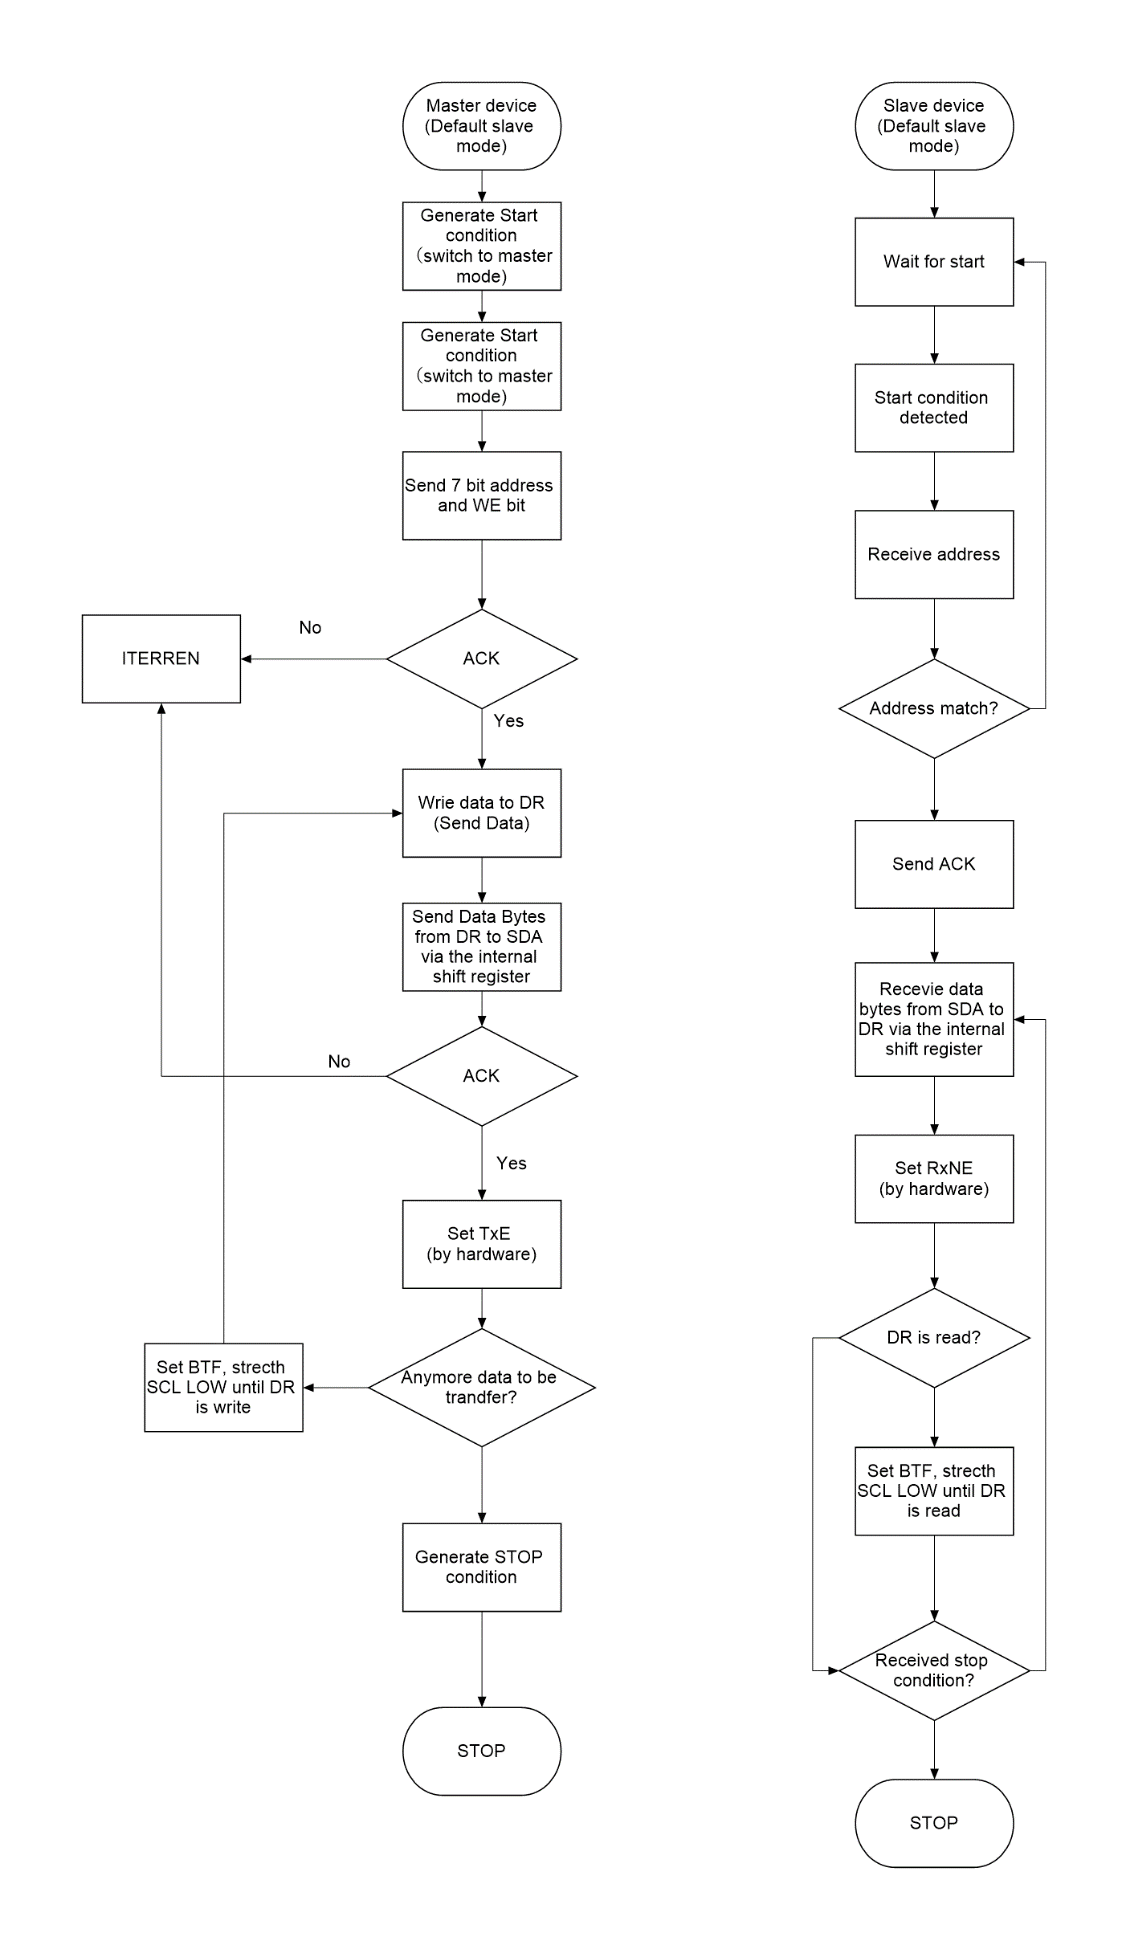 Master device
(Default slave
mode)
Generate Start
condition
（switch to master
mode)
Generate Start
condition
（switch to master
mode)
Send 7 bit address
and WE bit
ACK
No
ITERREN
Yes
Wrie data to DR
(Send Data)
Send Data Bytes
from DR to SDA
via the internal
shift register
ACK
No
Yes
Set TxE
(by hardware)
Anymore data to be
trandfer?
Set BTF, strecth
SCL LOW until DR
is write
Generate STOP
condition
STOP
Slave device
(Default slave
mode)
Wait for start
Start condition
detected
Receive address
Address match?
Send ACK
Recevie data
bytes from SDA to
DR via the internal
shift register
Set RxNE
(by hardware)
DR is read?
Set BTF, strecth
SCL LOW until DR
is read
Received stop
condition?
STOP